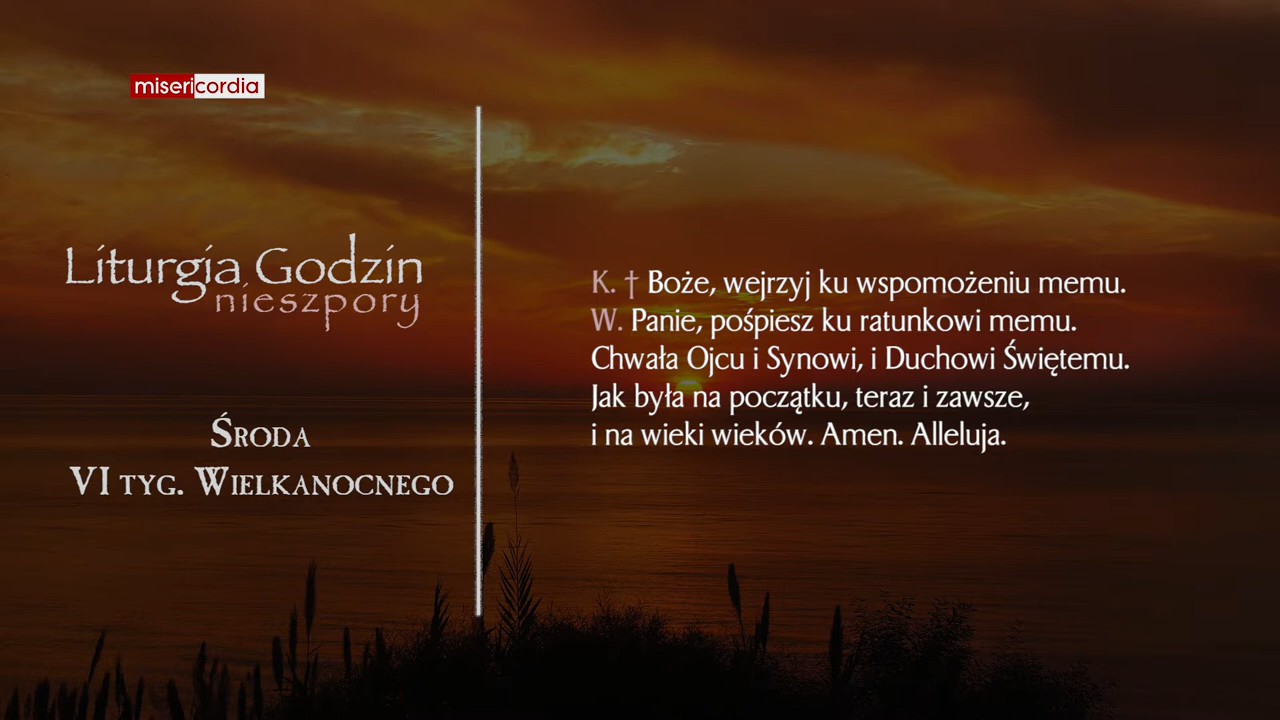 misericordia
Liturgia Godzin
nieszpory
Środa
VI tyg. Wielkanocnego
K. † Boże, wejrzyj ku wspomożeniu memu.
W. Panie, pośpiesz ku ratunkowi memu.
Chwała Ojcu i Synowi, i Duchowi Świętemu.
Jak była na początku, teraz i zawsze,
i na wieki wieków. Amen. Alleluja.